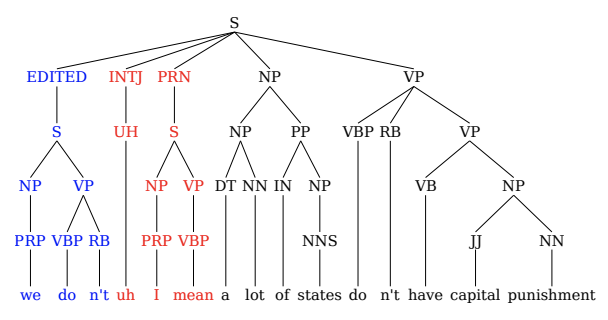 S
EDITED INTJ PRN NP VP
S UH S NP PP VBP RB VP
NP VP NP VP DT NN IN NP VB NP
PRP VBP RB PRP VBP NNS JJ NN
we do n't uh I mean a lot of states do n't have capital punishment